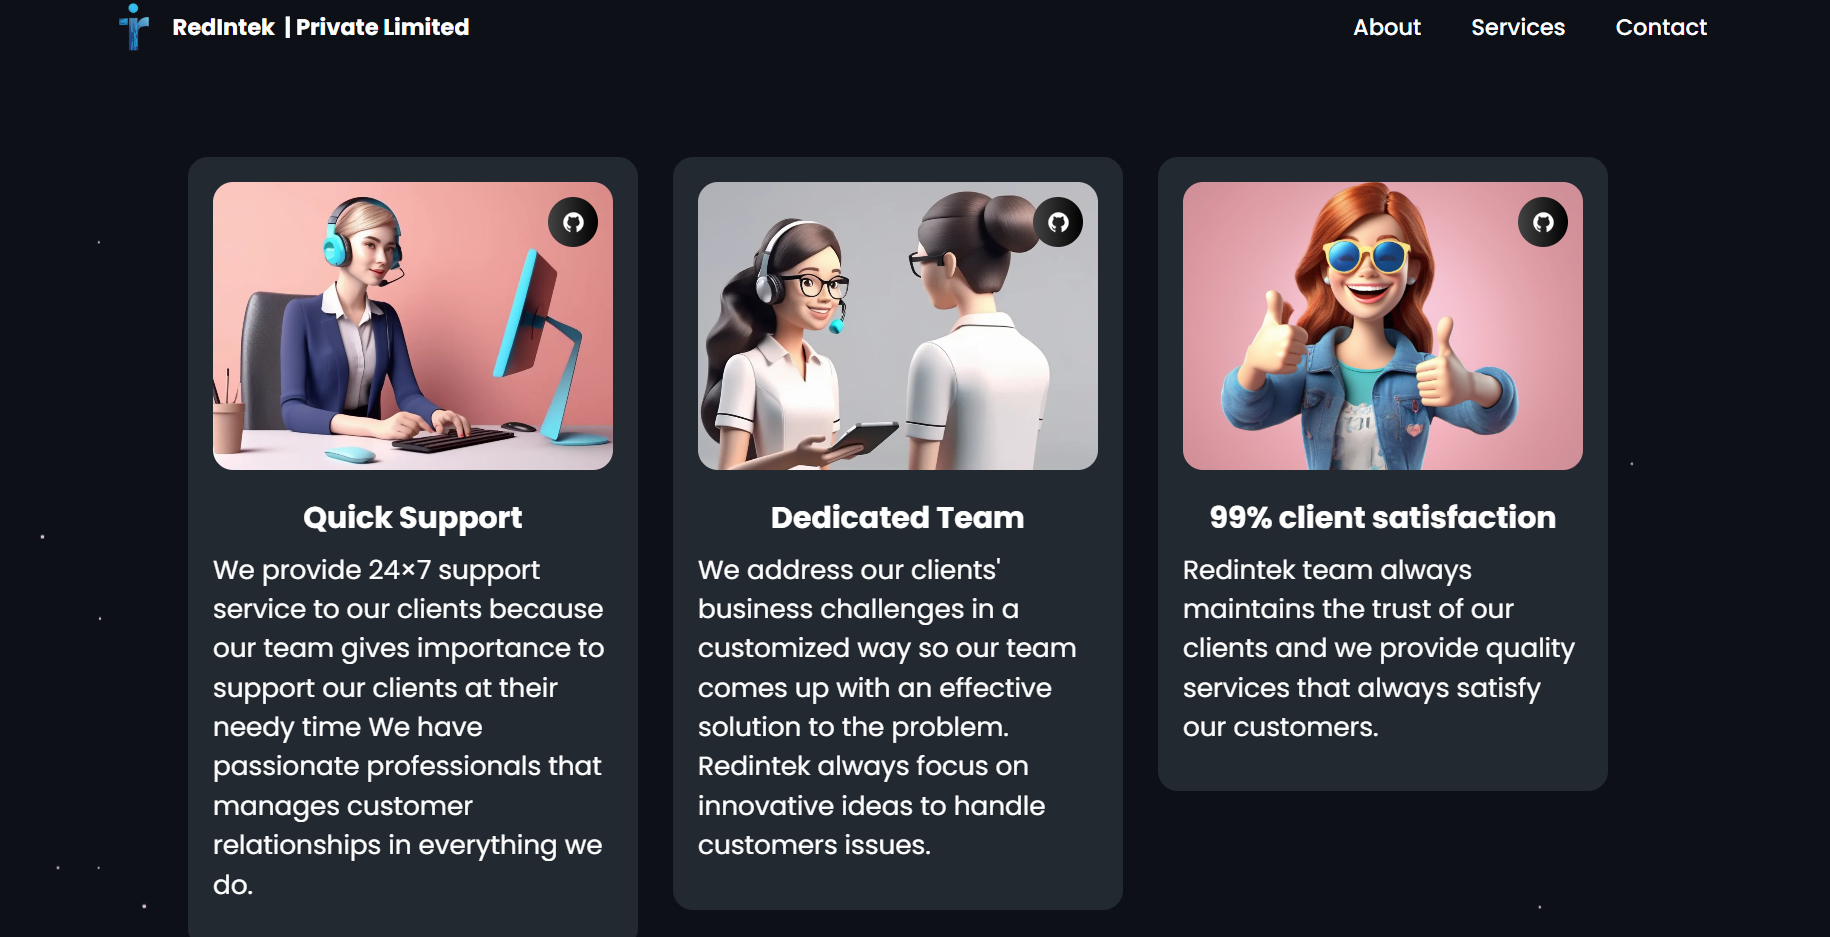 RedIntek | Private Limited
About Services Contact
Quick Support
We provide 24×7 support
service to our clients because
our team gives importance to
support our clients at their
needy time We have
passionate professionals that
manages customer
relationships in everything we
do.
Dedicated Team
We address our clients'
business challenges in a
customized way so our team
comes up with an effective
solution to the problem.
Redintek always focus on
innovative ideas to handle
customers issues.
99% client satisfaction
Redintek team always
maintains the trust of our
clients and we provide quality
services that always satisfy
our customers.